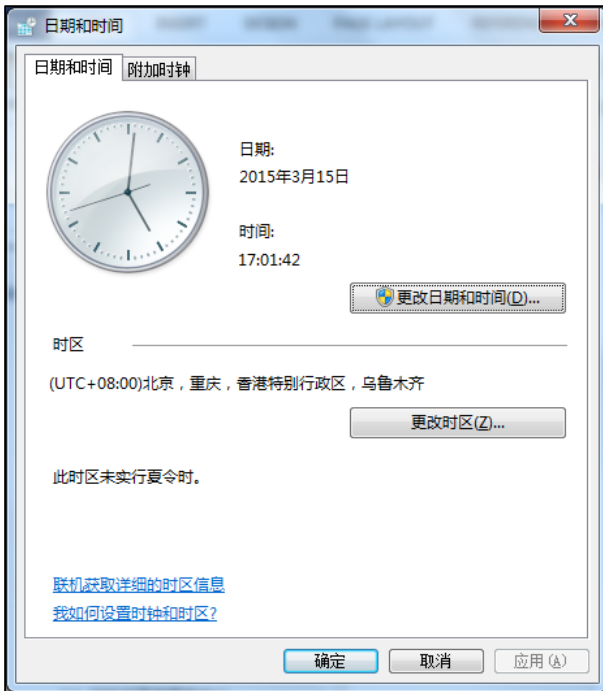 日期和时间
日期和时间 附加时钟
日期:
2015年3月15日
时间:
17:01:42
更改日期和时间(D)...
时区
(UTC+08:00)北京，重庆，香港特别行政区，乌鲁木齐
更改时区(Z)...
此时区未实行夏令时。
联机获取详细的时区信息
我如何设置时钟和时区?
确定 取消 应用(A)